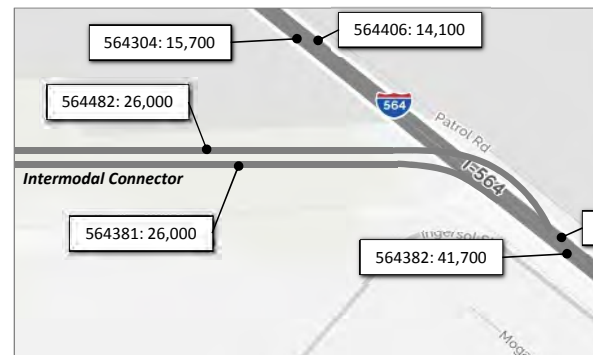 564304: 15,700
564406: 14,100
564482: 26,000
564
Patrol Rd
I-564
Intermodal Connector
564381: 26,000
564382: 41,700